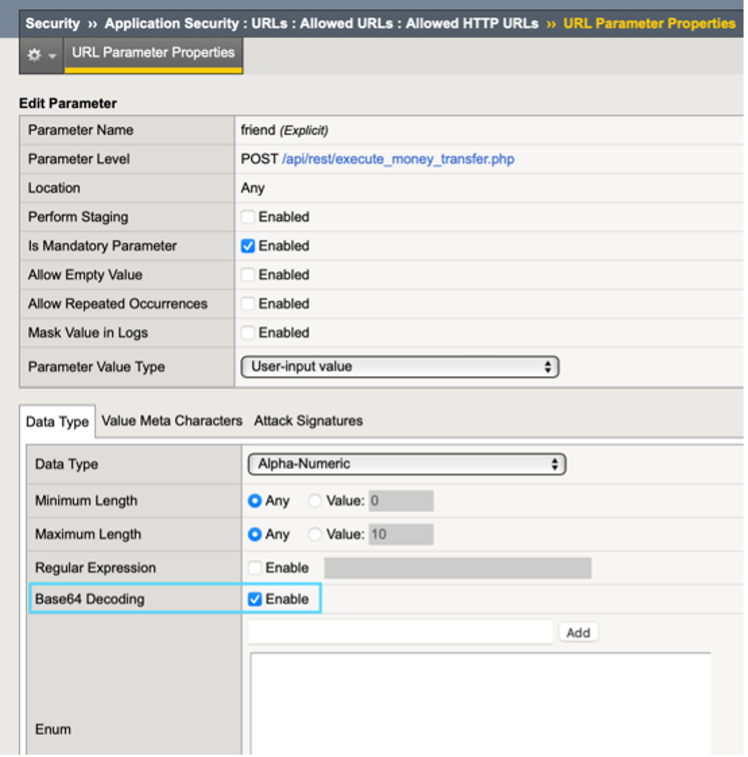 Security ›› Application Security : URLs : Allowed URLs : Allowed HTTP URLs ›› URL Parameter Properties
URL Parameter Properties
Edit Parameter
Parameter Name friend (Explicit)
Parameter Level POST /api/rest/execute_money_transfer.php
Location Any
Perform Staging Enabled
Is Mandatory Parameter Enabled
Allow Empty Value Enabled
Allow Repeated Occurrences Enabled
Mask Value in Logs Enabled
Parameter Value Type User-input value
Data Type Value Meta Characters Attack Signatures
Data Type Alpha-Numeric
Minimum Length Any Value: 0
Maximum Length Any Value: 10
Regular Expression Enable
Base64 Decoding Enable
Add
Enum